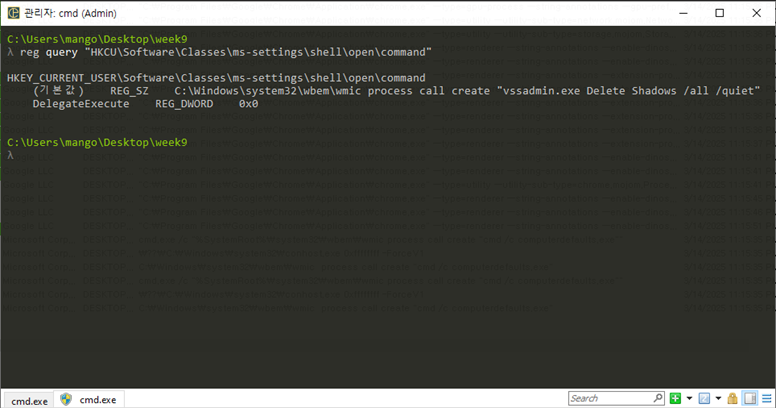 관리자: cmd (Admin)
C:\Users\mango\Desktop\week9
λ reg query "HKCU\Software\Classes\ms-settings\shell\open\command"
HKEY_CURRENT_USER\Software\Classes\ms-settings\shell\open\command
(기본값)    REG_SZ    C:\Windows\system32\wbem\wmic process call create "vssadmin.exe Delete Shadows /all /quiet"
DelegateExecute    REG_DWORD    0x0
C:\Users\mango\Desktop\week9
λ
cmd.exe
cmd.exe
Search